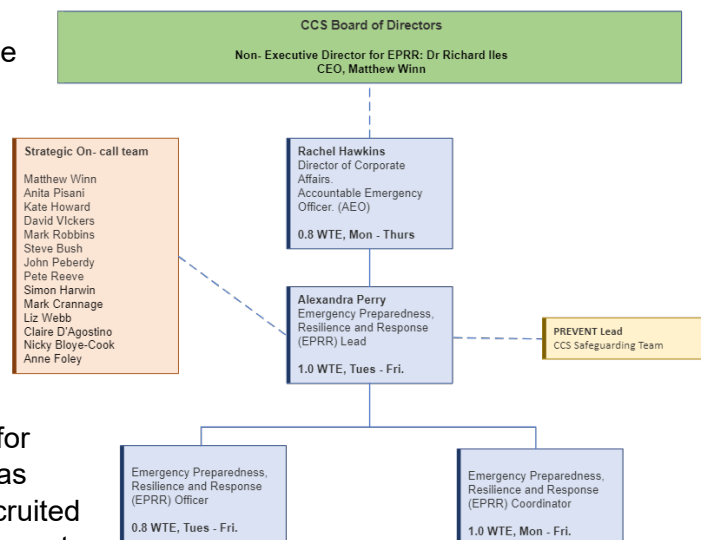 CCS Board of Directors
Non- Executive Director for EPRR: Dr Richard Iles
CEO, Matthew Winn
e
Strategic On- call team
Matthew Winn
Anita Pisani
Kate Howard
David VIckers
Mark Robbins
Steve Bush
John Peberdy
Pete Reeve
Simon Harwin
Mark Crannage
Liz Webb
Claire D'Agostino
Nicky Bloye-Cook
Anne Foley
Rachel Hawkins
Director of Corporate
Affairs.
Accountable Emergency
Officer. (AEO)
0.8 WTE, Mon - Thurs
Alexandra Perry
Emergency Preparedness,
Resilience and Response
(EPRR) Lead
1.0 WTE, Tues - Fri.
PREVENT Lead
CCS Safeguarding Team
for
as
cruited
Emergency Preparedness,
Resilience and Response
(EPRR) Officer
0.8 WTE, Tues - Fri.
Emergency Preparedness,
Resilience and Response
(EPRR) Coordinator
1.0 WTE, Mon - Fri.